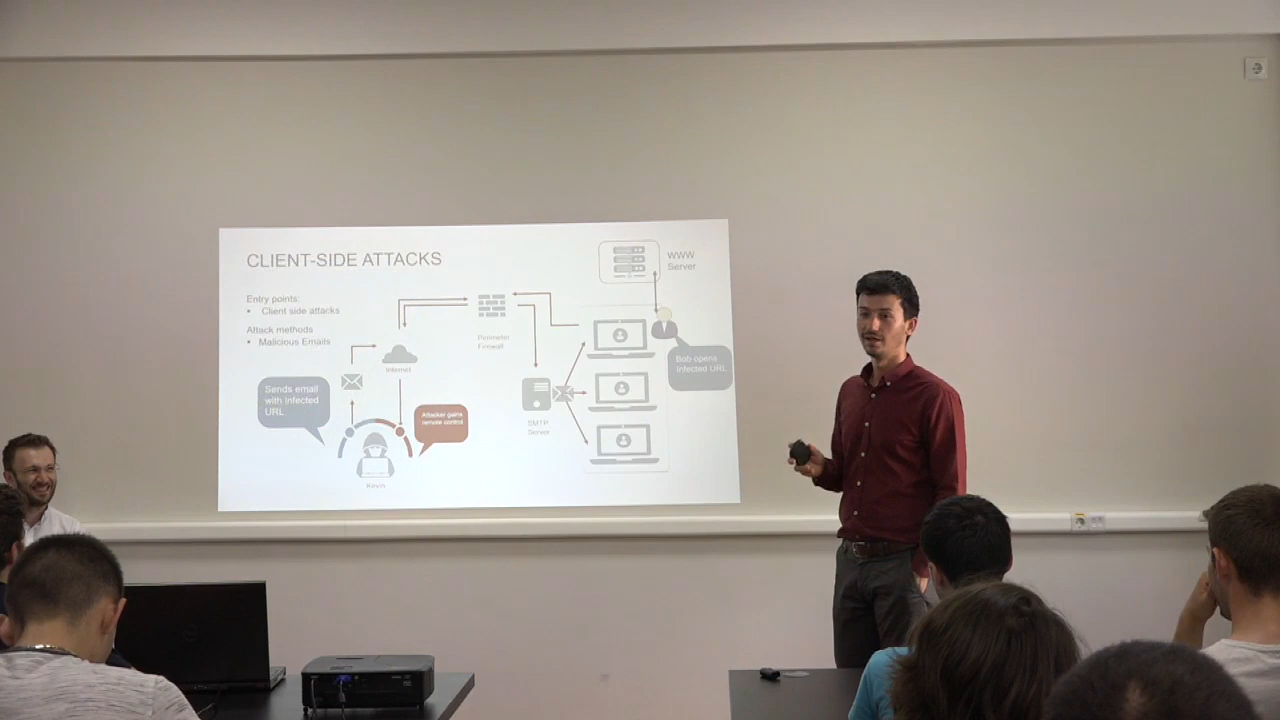 CLIENT-SIDE ATTACKS
Entry points:
• Client side attacks
Attack methods
• Malicious Emails
Sends email
with infected
URL
Internet
Attacker gains
remote control
Kevin
Perimeter
Firewall
SMTP
Server
WWW
Server
Bob opens
infected URL